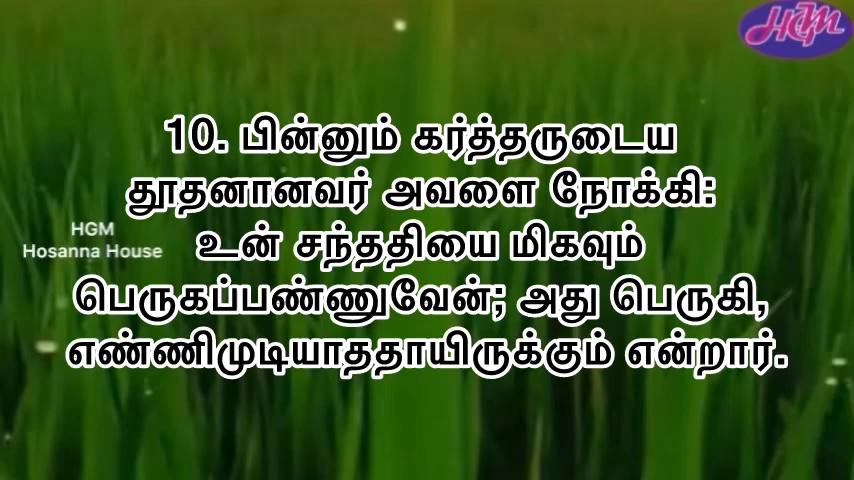 HGM
10. பின்னும் கர்த்தருடைய
தூதனானவர் அவளை நோக்கி:
HGM
Hosanna House
உன் சந்ததியை மிகவும்
பெருகப்பண்ணுவேன்; அது பெருகி,
எண்ணிமுடியாததாயிருக்கும் என்றார்.